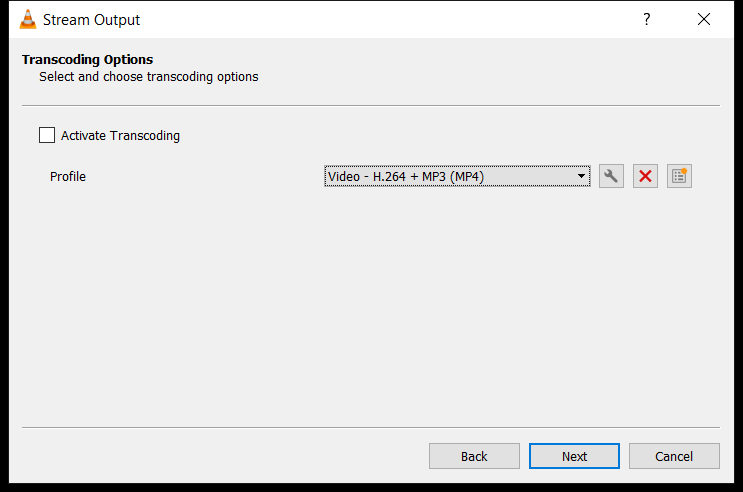 Stream Output
?
Transcoding Options
Select and choose transcoding options
Activate Transcoding
Profile
Video - H.264 + MP3 (MP4)
Back
Next
Cancel